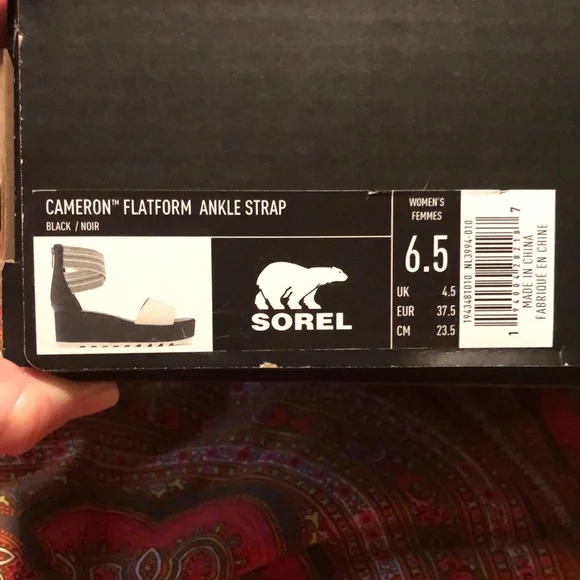 CAMERON™ FLATFORM ANKLE STRAP
BLACK / NOIR
SOREL
WOMEN'S
FEMMES
6.5
UK 4.5
EUR 37.5
CM 23.5
1943481010 NL3994-010
MADE IN CHINA
FABRIQUÉ EN CHINE